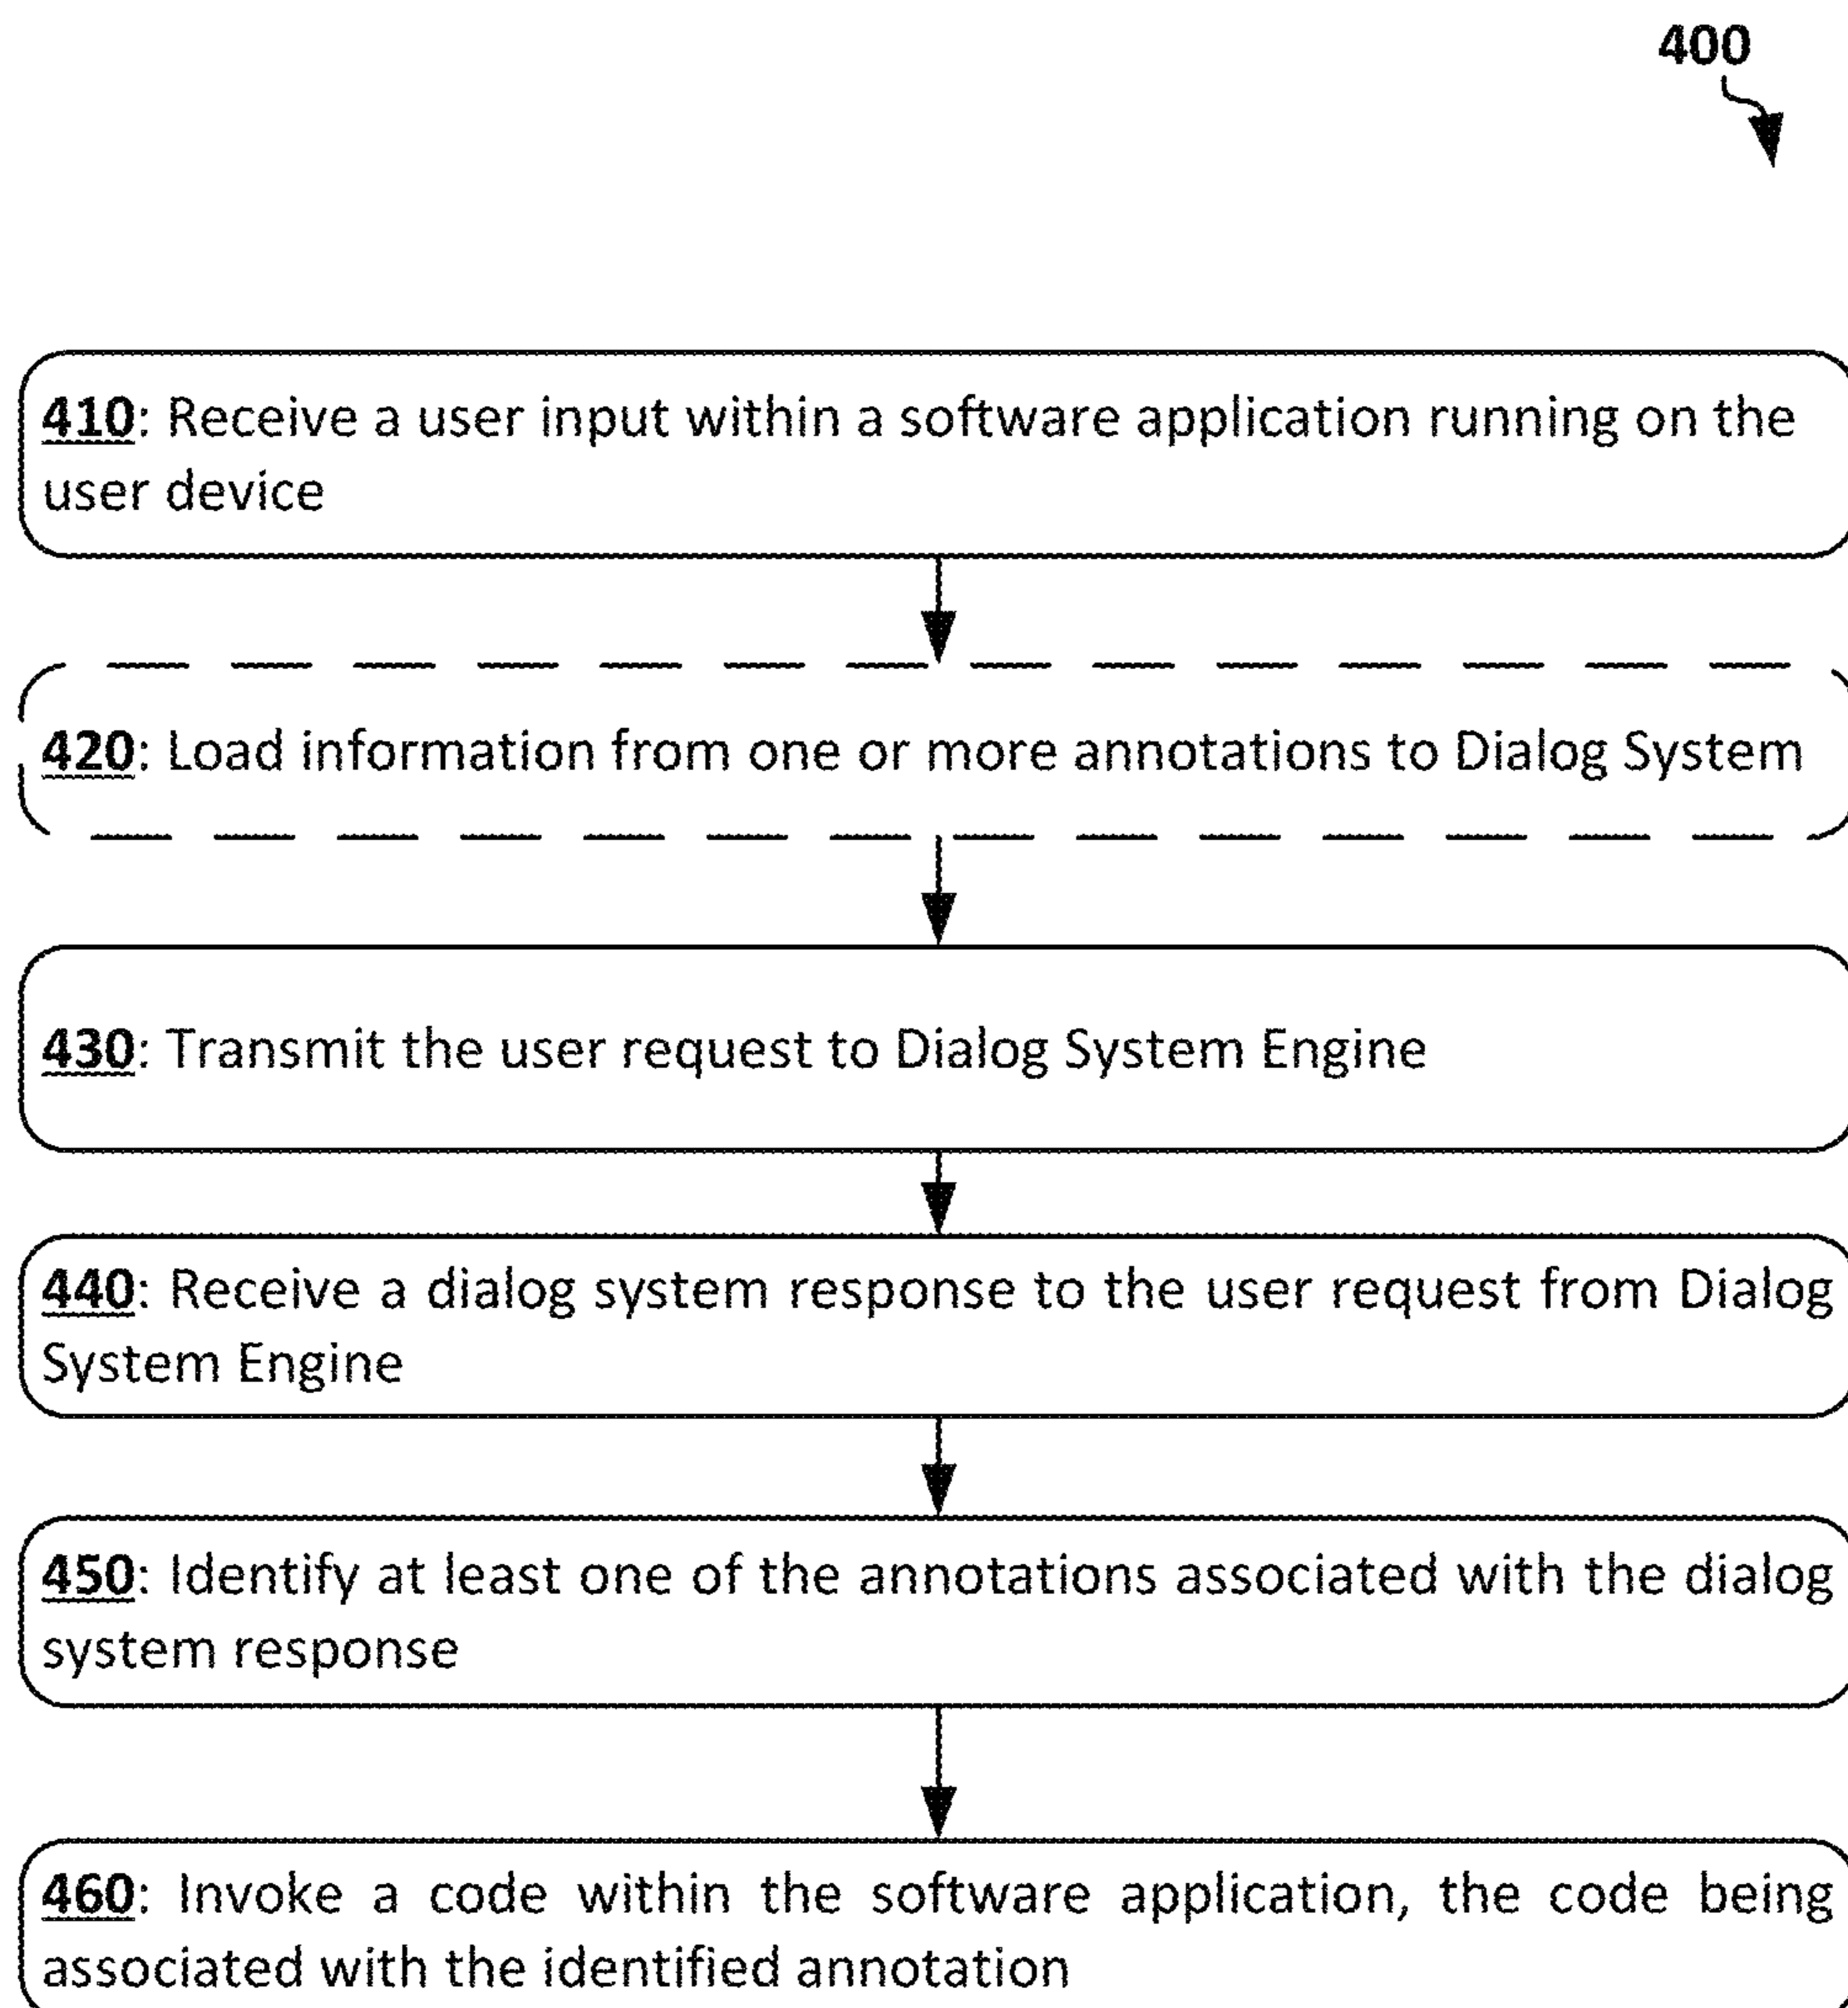 400
410: Receive a user input within a software application running on the
user device
420: Load information from one or more annotations to Dialog System
430: Transmit the user request to Dialog System Engine
440: Receive a dialog system response to the user request from Dialog
System Engine
450: Identify at least one of the annotations associated with the dialog
system response
460: Invoke a code within the software application, the code being
associated with the identified annotation